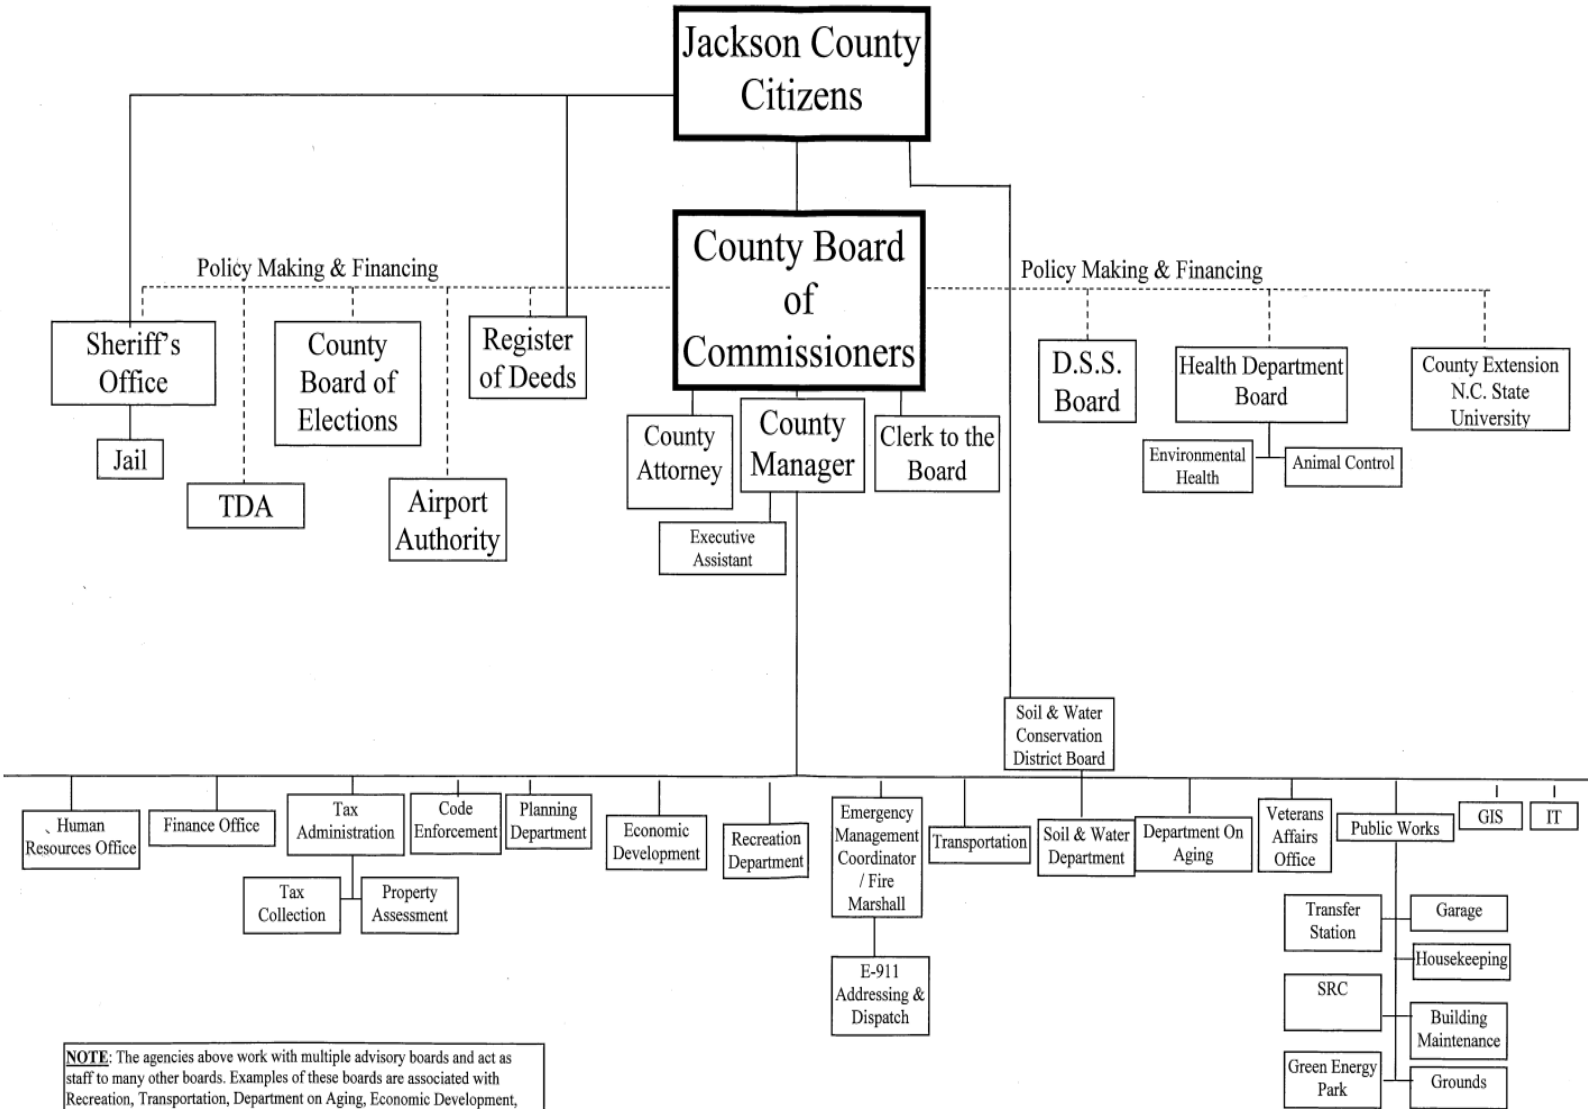 Jackson County
Citizens
County Board
of
Commissioners
Policy Making & Financing
Policy Making & Financing
Sheriff's
Office
Jail
TDA
County
Board of
Elections
Airport
Authority
Register
of Deeds
County
Attorney
County
Manager
Clerk to the
Board
Executive
Assistant
D.S.S.
Board
Health Department
Board
Environmental
Health
Animal Control
County Extension
N.C. State
University
Soil & Water
Conservation
District Board
Human
Resources Office
Finance Office
Tax
Administration
Tax
Collection
Property
Assessment
Code
Enforcement
Planning
Department
Economic
Development
Recreation
Department
Emergency
Management
Coordinator
/ Fire
Marshall
E-911
Addressing &
Dispatch
Transportation
Soil & Water
Department
Department On
Aging
Veterans
Affairs
Office
Public Works
GIS
IT
Transfer
Station
Garage
Housekeeping
SRC
Building
Maintenance
Green Energy
Park
Grounds
NOTE: The agencies above work with multiple advisory boards and act as
staff to many other boards. Examples of these boards are associated with
Recreation, Transportation, Department on Aging, Economic Development,